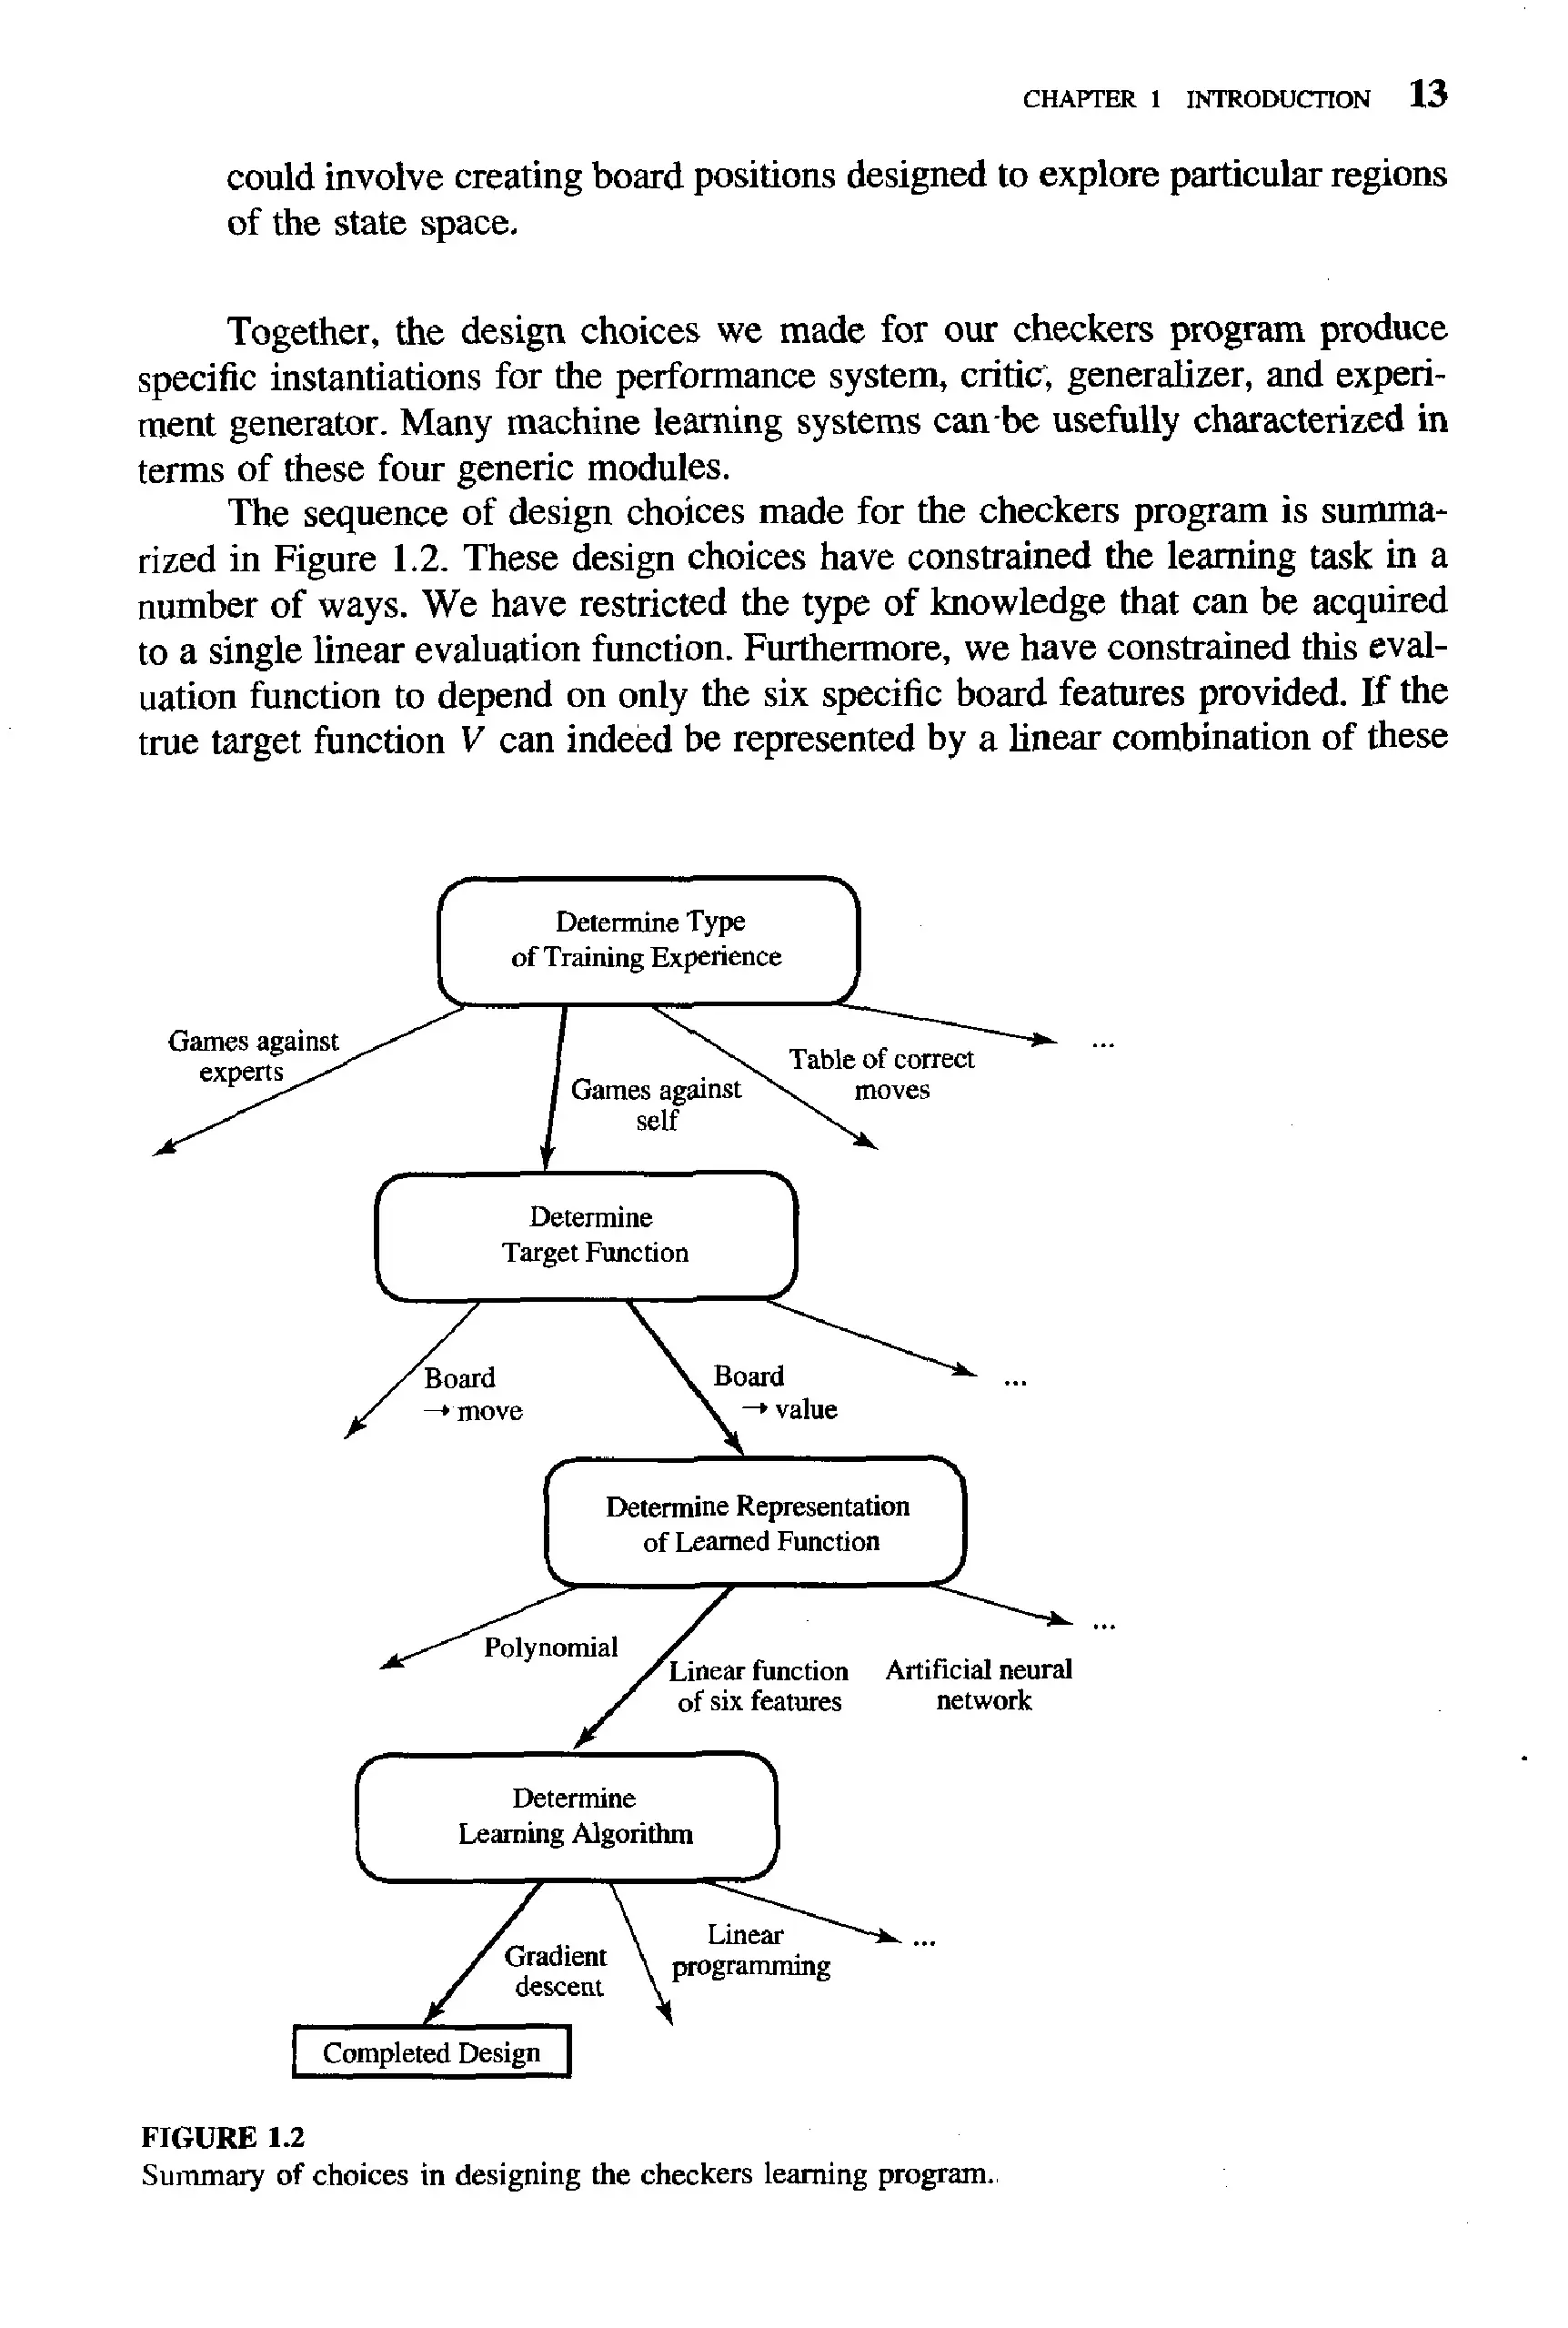 CHAPTER 1 INTRODUCTION 13
could involve creating board positions designed to explore particular regions
of the state space.
Together, the design choices we made for our checkers program produce
specific instantiations for the performance system, critic, generalizer, and experi-
ment generator. Many machine learning systems can be usefully characterized in
terms of these four generic modules.
The sequence of design choices made for the checkers program is summa-
rized in Figure 1.2. These design choices have constrained the learning task in a
number of ways. We have restricted the type of knowledge that can be acquired
to a single linear evaluation function. Furthermore, we have constrained this eval-
uation function to depend on only the six specific board features provided. If the
true target function V can indeed be represented by a linear combination of these
Determine Type
of Training Experience
Games against
experts
Games against
self
Table of correct
moves
...
Determine
Target Function
Board
→ move
Board
→ value
...
Determine Representation
of Learned Function
Polynomial
Linear function
of six features
Artificial neural
network
...
Determine
Learning Algorithm
Gradient
descent
Linear
programming
...
Completed Design
FIGURE 1.2
Summary of choices in designing the checkers learning program.